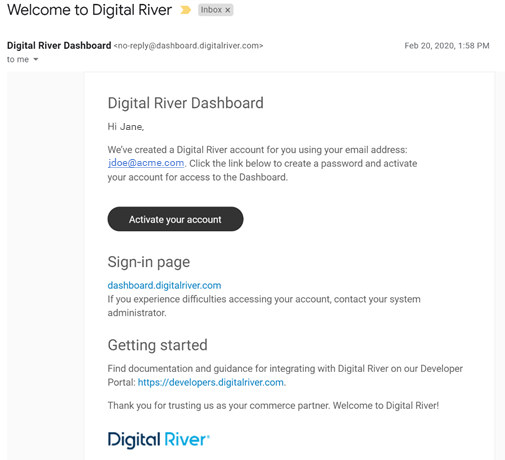 Welcome to Digital River Inbox x
Digital River Dashboard <no-reply@dashboard.digitalriver.com> Feb 20, 2020, 1:58 PM
to me
Digital River Dashboard
Hi Jane,
We've created a Digital River account for you using your email address:
jdoe@acme.com. Click the link below to create a password and activate
your account for access to the Dashboard.
Activate your account
Sign-in page
dashboard.digitalriver.com
If you experience difficulties accessing your account, contact your system
administrator.
Getting started
Find documentation and guidance for integrating with Digital River on our Developer
Portal: https://developers.digitalriver.com.
Thank you for trusting us as your commerce partner. Welcome to Digital River!
Digital River